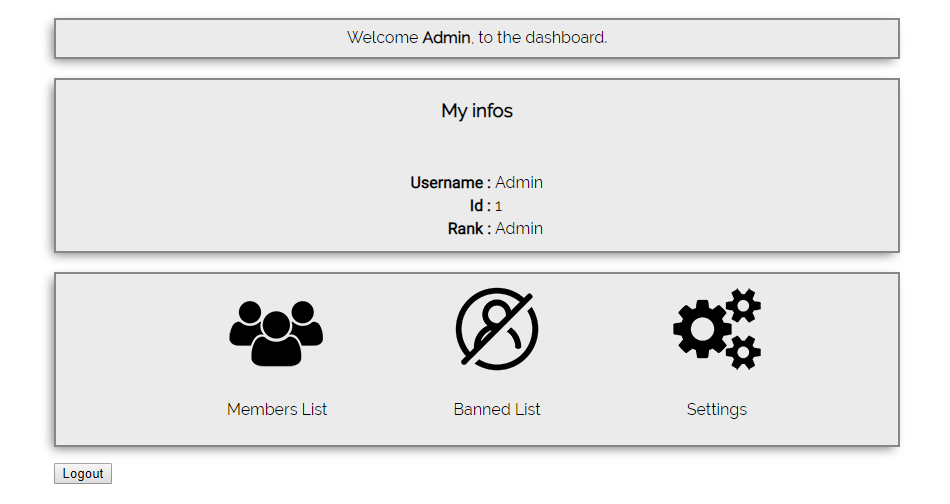 Welcome Admin, to the dashboard.
My infos
Username : Admin
Id : 1
Rank : Admin
Members List
Banned List
Settings
Logout